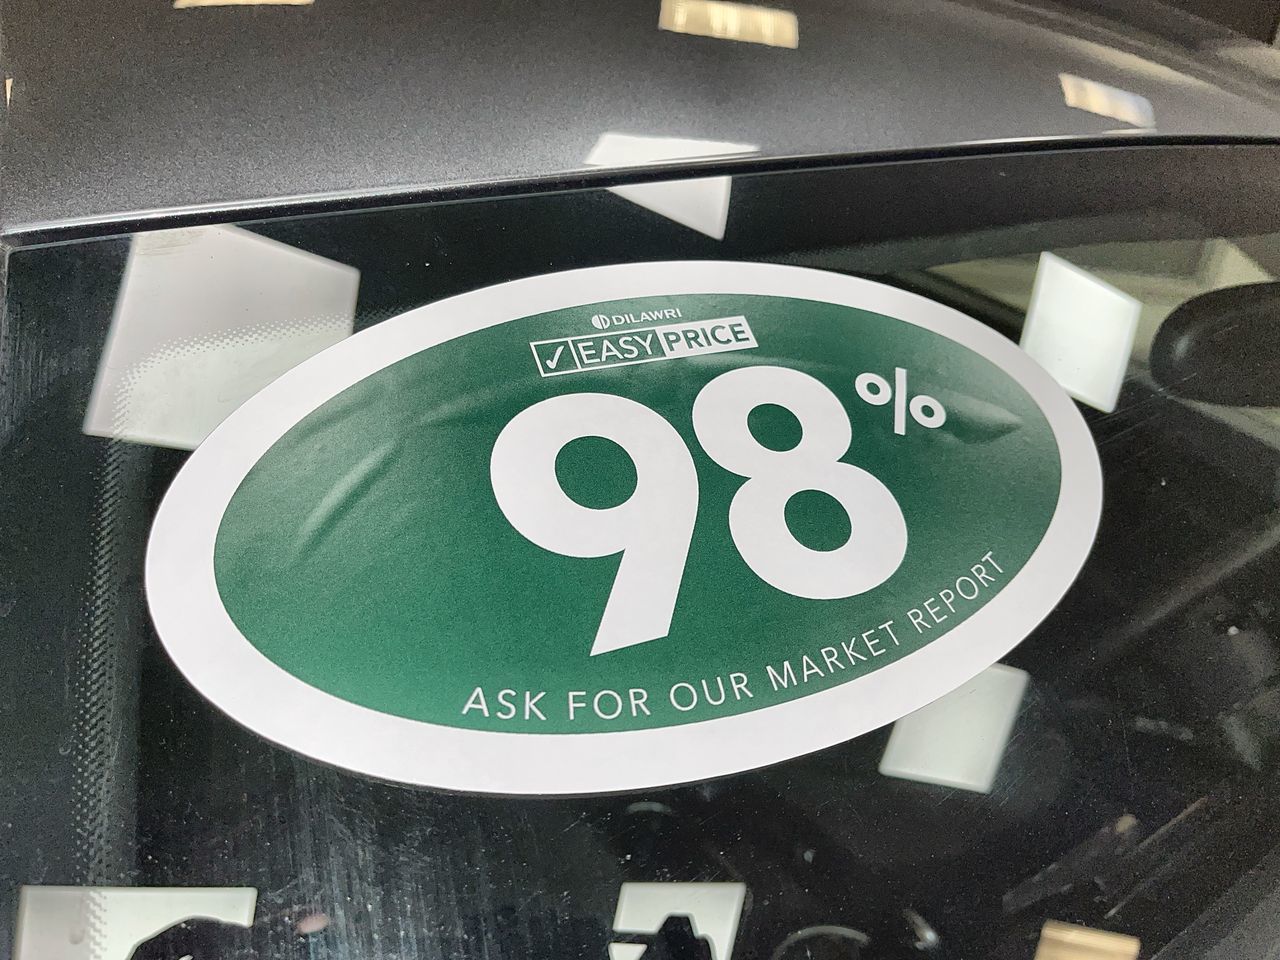 DILAWRI
✓ EASY PRICE
98%
ASK FOR OUR MARKET REPORT